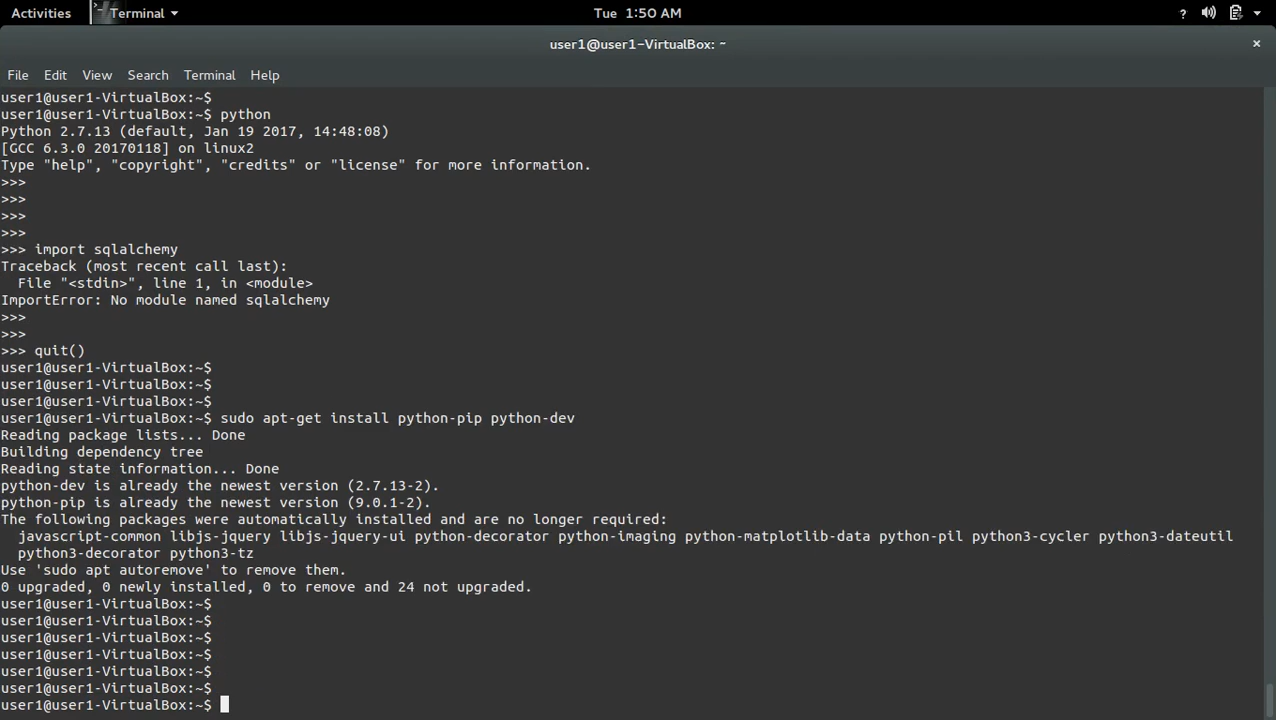 Activities Terminal Tue 1:50 AM ?
user1@user1-VirtualBox: ~ ×
File Edit View Search Terminal Help
user1@user1-VirtualBox:~$
user1@user1-VirtualBox:~$ python
Python 2.7.13 (default, Jan 19 2017, 14:48:08)
[GCC 6.3.0 20170118] on linux2
Type "help", "copyright", "credits" or "license" for more information.
>>>
>>>
>>>
>>>
>>> import sqlalchemy
Traceback (most recent call last):
  File "<stdin>", line 1, in <module>
ImportError: No module named sqlalchemy
>>>
>>>
>>> quit()
user1@user1-VirtualBox:~$
user1@user1-VirtualBox:~$
user1@user1-VirtualBox:~$
user1@user1-VirtualBox:~$ sudo apt-get install python-pip python-dev
Reading package lists... Done
Building dependency tree
Reading state information... Done
python-dev is already the newest version (2.7.13-2).
python-pip is already the newest version (9.0.1-2).
The following packages were automatically installed and are no longer required:
  javascript-common libjs-jquery libjs-jquery-ui python-decorator python-imaging python-matplotlib-data python-pil python3-cycler python3-dateutil
  python3-decorator python3-tz
Use 'sudo apt autoremove' to remove them.
0 upgraded, 0 newly installed, 0 to remove and 24 not upgraded.
user1@user1-VirtualBox:~$
user1@user1-VirtualBox:~$
user1@user1-VirtualBox:~$
user1@user1-VirtualBox:~$
user1@user1-VirtualBox:~$
user1@user1-VirtualBox:~$
user1@user1-VirtualBox:~$